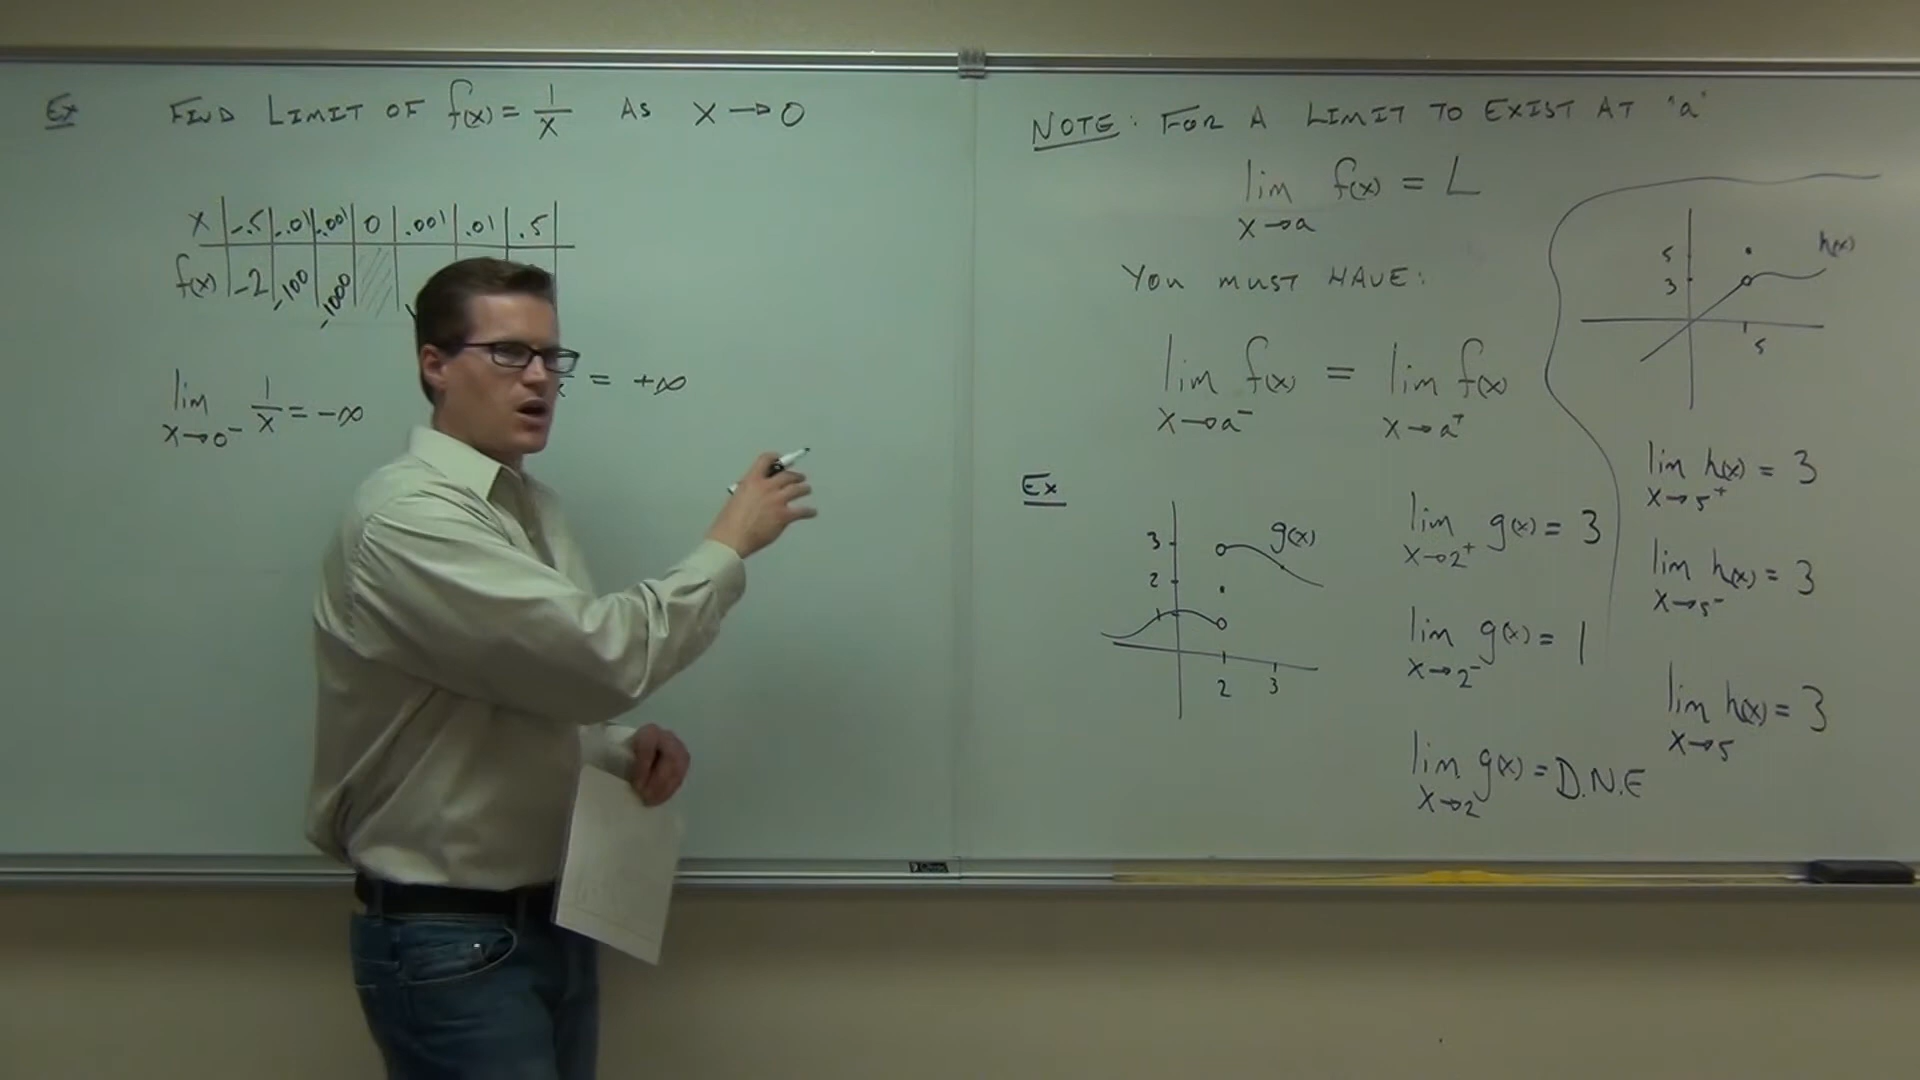 Ex FIND LIMIT OF f(x) = 1/x AS x → 0
x -.5 -.01 -.001 0 .001 .01 .5
f(x) -2 -100 -1000
lim x→0⁻ 1/x = -∞
= +∞
NOTE: FOR A LIMIT TO EXIST AT "a"
lim x→a f(x) = L
YOU MUST HAVE:
lim x→a⁻ f(x) = lim x→a⁺ f(x)
Ex
3
2
1
g(x)
2 3
lim x→2⁺ g(x) = 3
lim x→2⁻ g(x) = 1
lim x→2 g(x) = D.N.E
5
3
h(x)
5
lim x→5⁺ h(x) = 3
lim x→5⁻ h(x) = 3
lim x→5 h(x) = 3